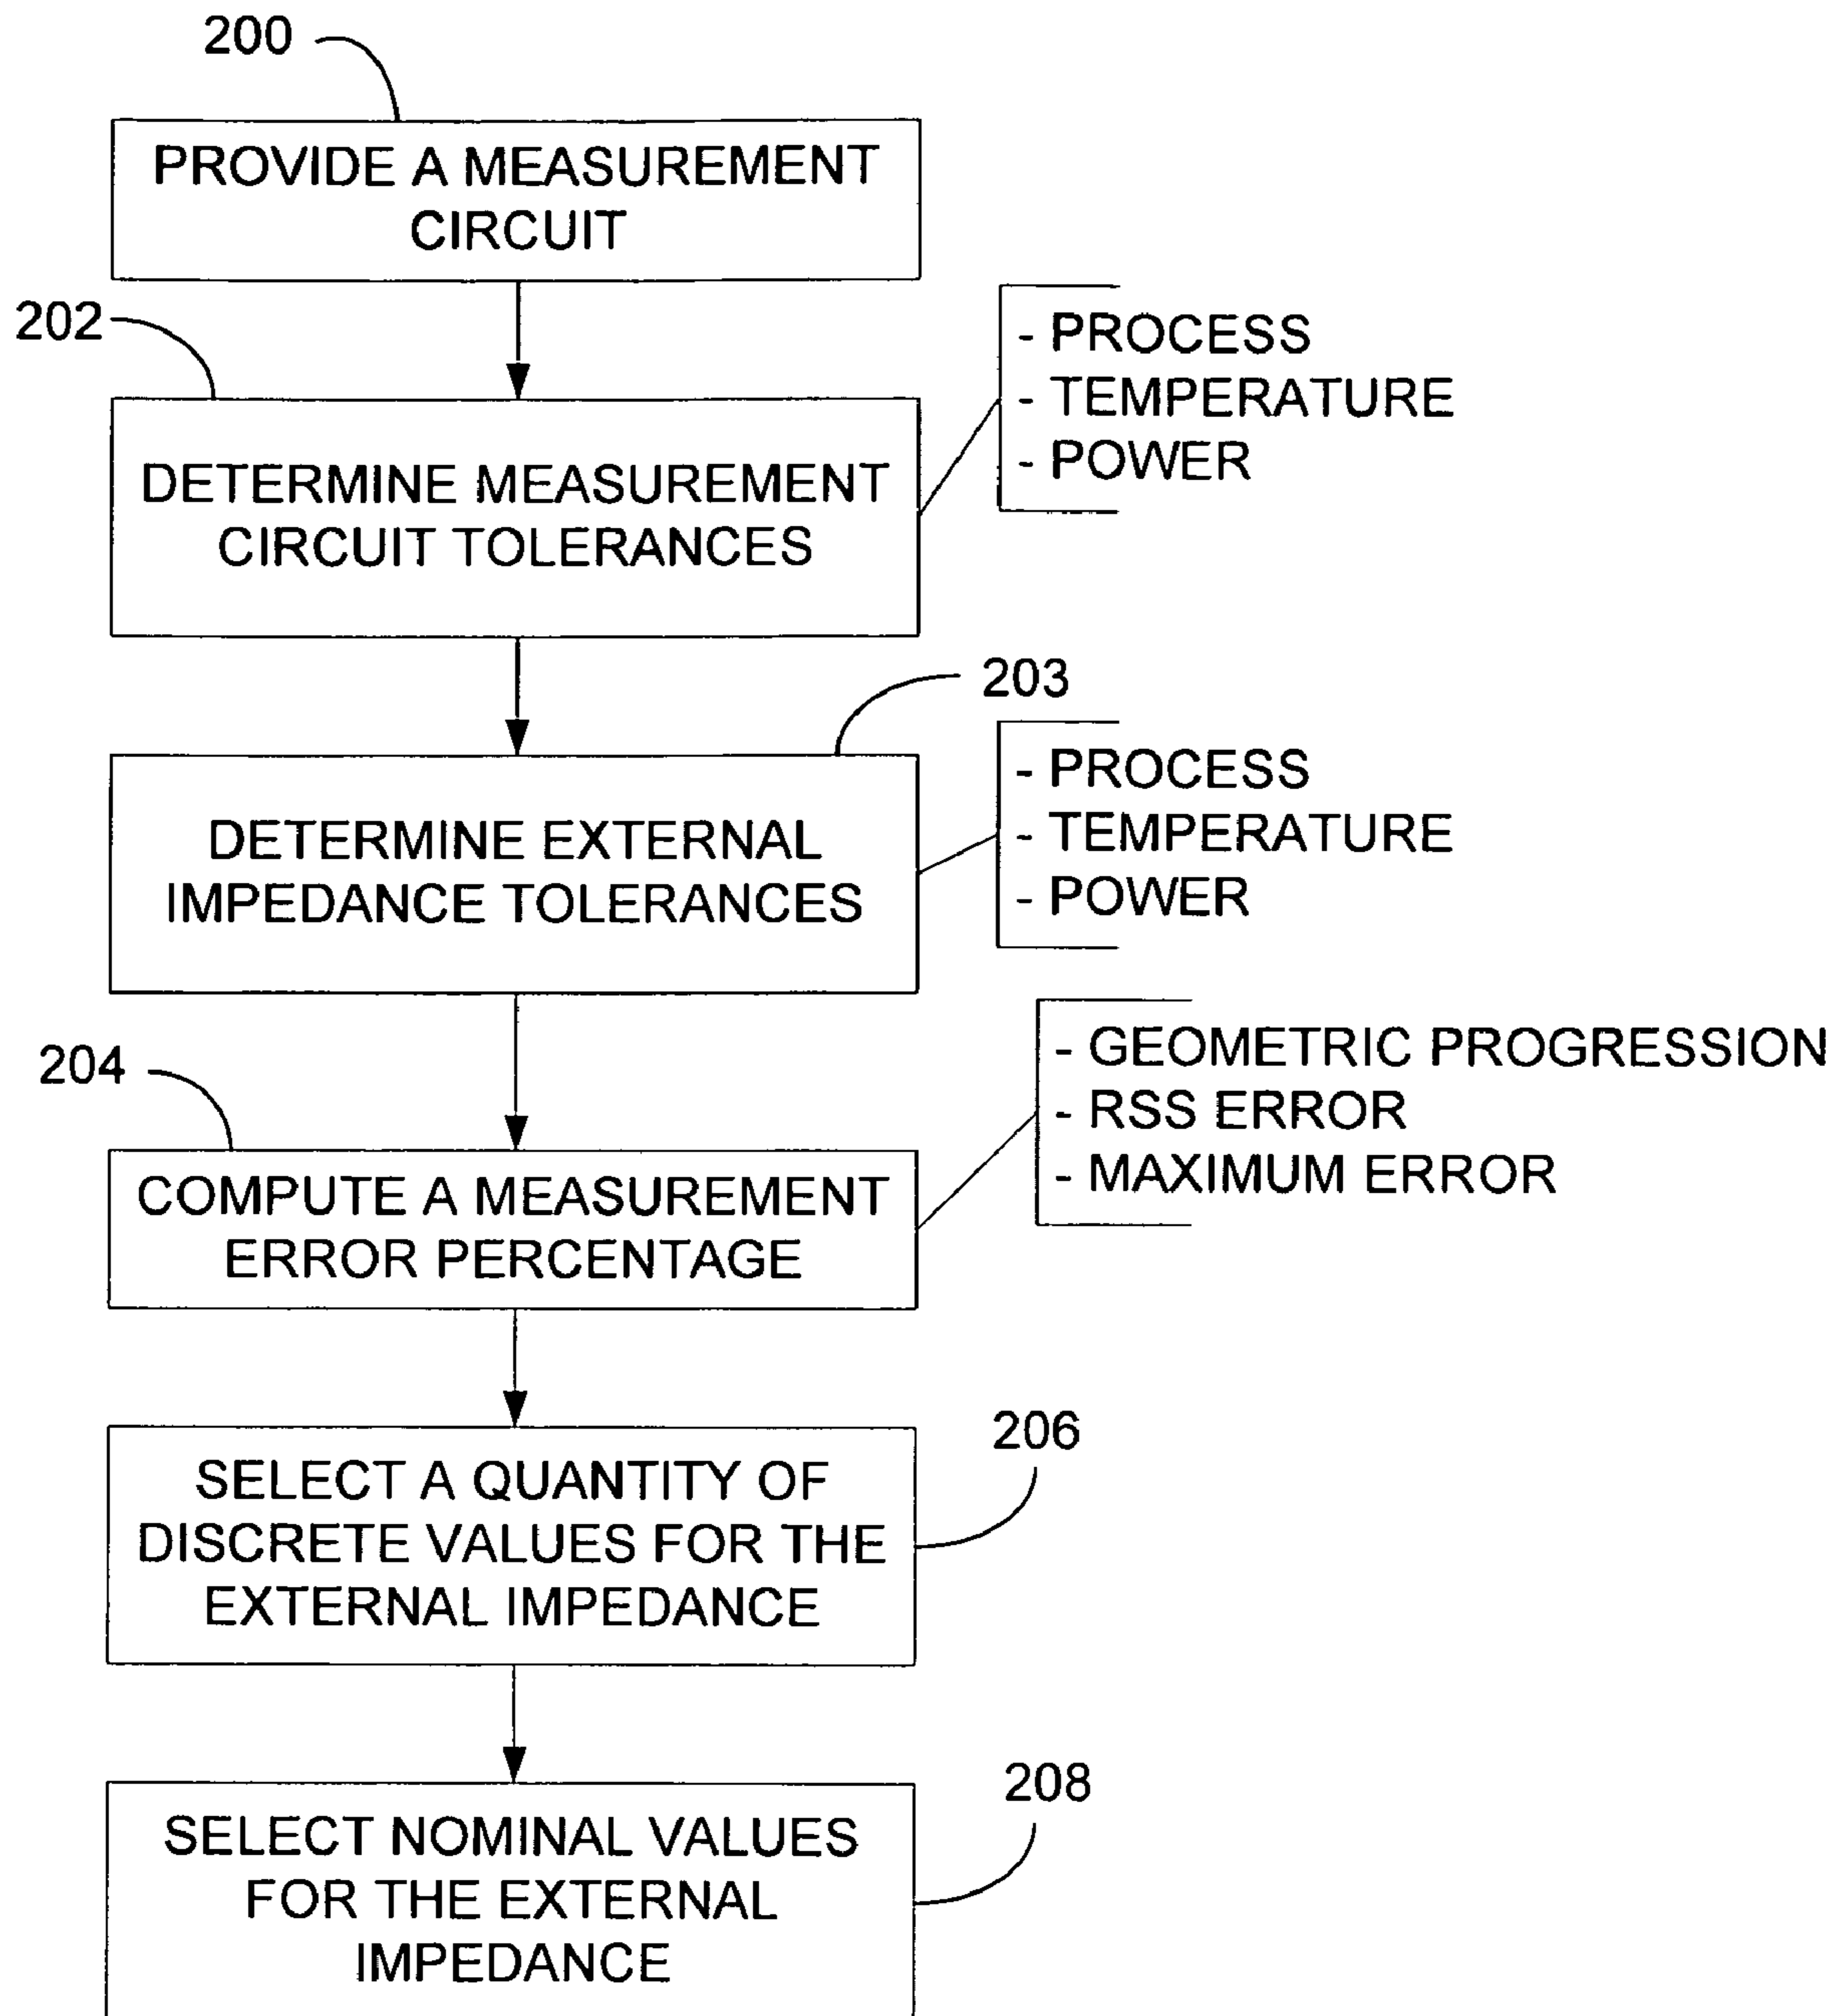 200
PROVIDE A MEASUREMENT
CIRCUIT
202
DETERMINE MEASUREMENT
CIRCUIT TOLERANCES
- PROCESS
- TEMPERATURE
- POWER
203
DETERMINE EXTERNAL
IMPEDANCE TOLERANCES
- PROCESS
- TEMPERATURE
- POWER
204
COMPUTE A MEASUREMENT
ERROR PERCENTAGE
- GEOMETRIC PROGRESSION
- RSS ERROR
- MAXIMUM ERROR
206
SELECT A QUANTITY OF
DISCRETE VALUES FOR THE
EXTERNAL IMPEDANCE
208
SELECT NOMINAL VALUES
FOR THE EXTERNAL
IMPEDANCE